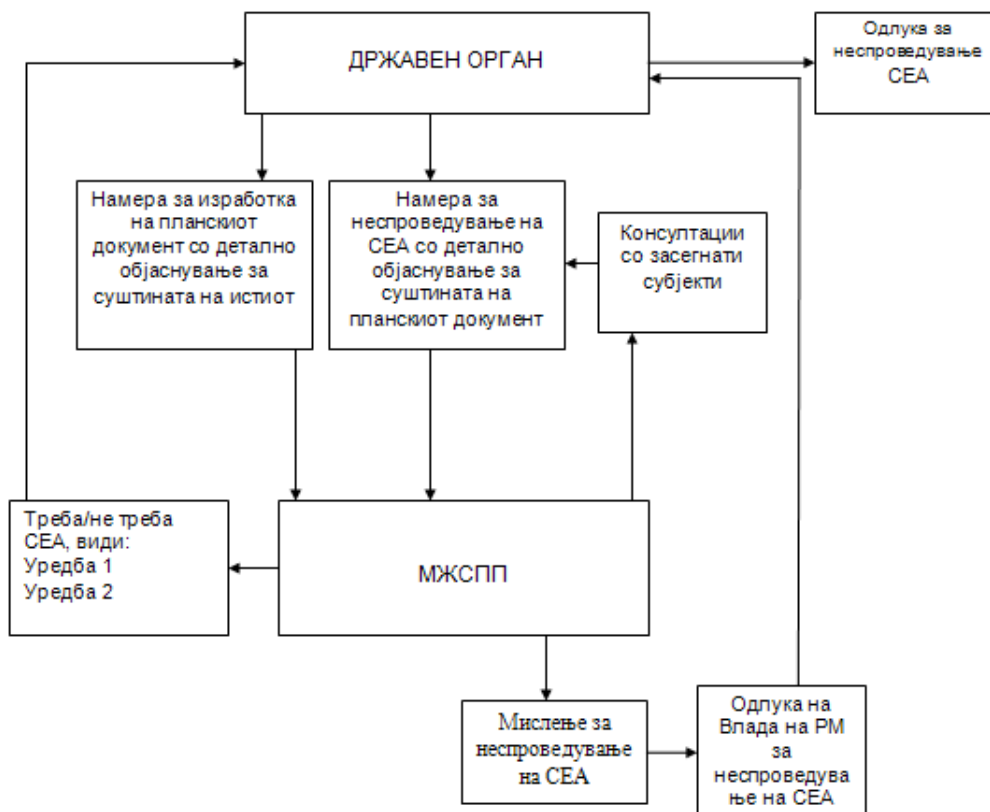 ДРЖАВЕН ОРГАН
Одлука за
неспроведување
СЕА
Намера за изработка
на планскиот
документ со детално
објаснување за
суштината на истиот
Намера за
неспроведување на
СЕА со детално
објаснување за
суштината на
планскиот документ
Консултации
со засегнати
субјекти
Треба/не треба
СЕА, види:
Уредба 1
Уредба 2
МЖСПП
Мислење за
неспроведување
на СЕА
Одлука на
Влада на РМ
за
неспроведува
ње на СЕА